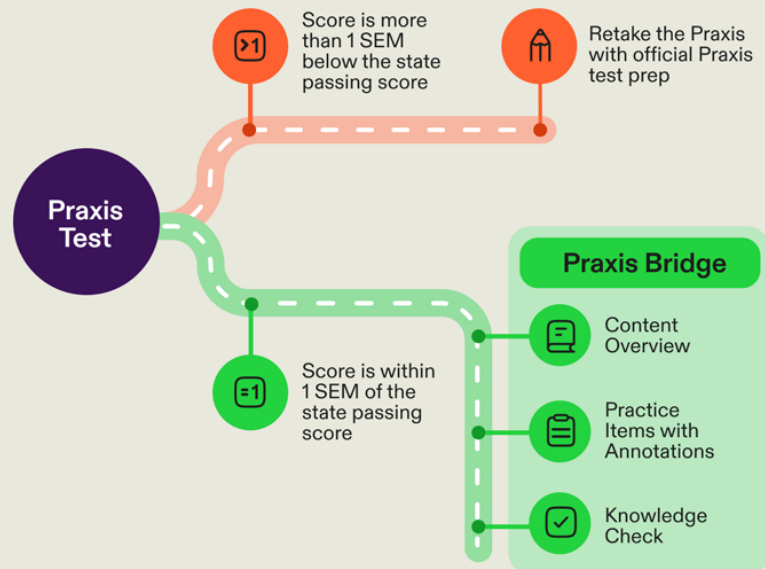 Score is more
than 1 SEM
below the state
passing score
>1
Retake the Praxis
with official Praxis
test prep
Praxis
Test
Praxis Bridge
Content
Overview
=1
Score is within
1 SEM of the
state passing
score
Practice
Items with
Annotations
Knowledge
Check